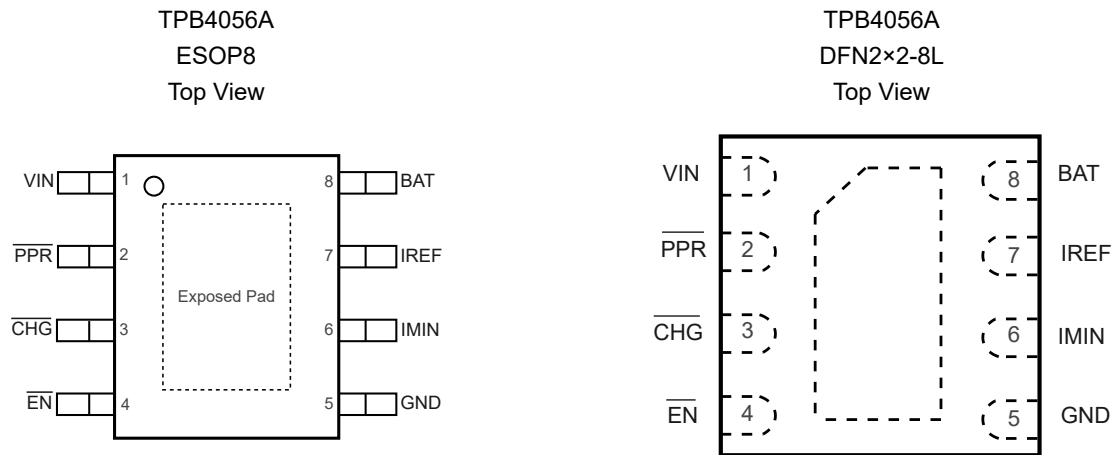 TPB4056A
ESOP8
Top View
VIN 1 8 BAT
PPR 2 7 IREF
Exposed Pad
CHG 3 6 IMIN
EN 4 5 GND
TPB4056A
DFN2×2-8L
Top View
VIN 1 8 BAT
PPR 2 7 IREF
CHG 3 6 IMIN
EN 4 5 GND